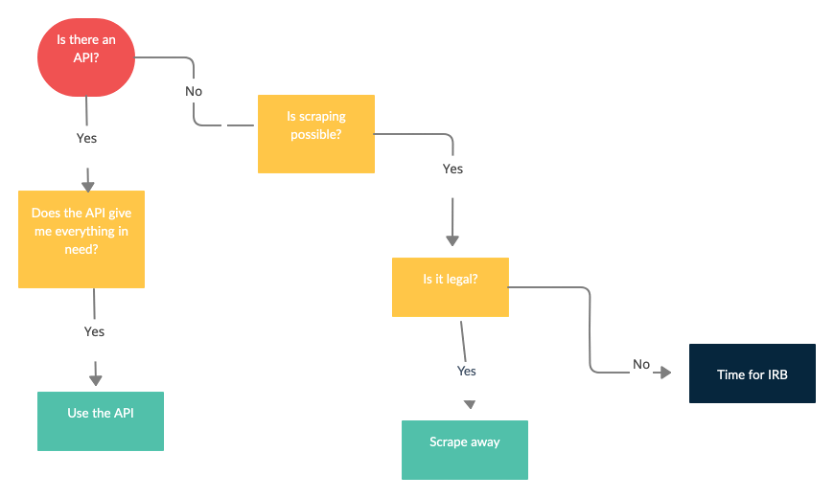 Is there an
API?
No
Is scraping
possible?
Yes
Yes
Does the API give
me everything in
need?
Is it legal?
Yes
No
Time for IRB
Yes
Use the API
Scrape away